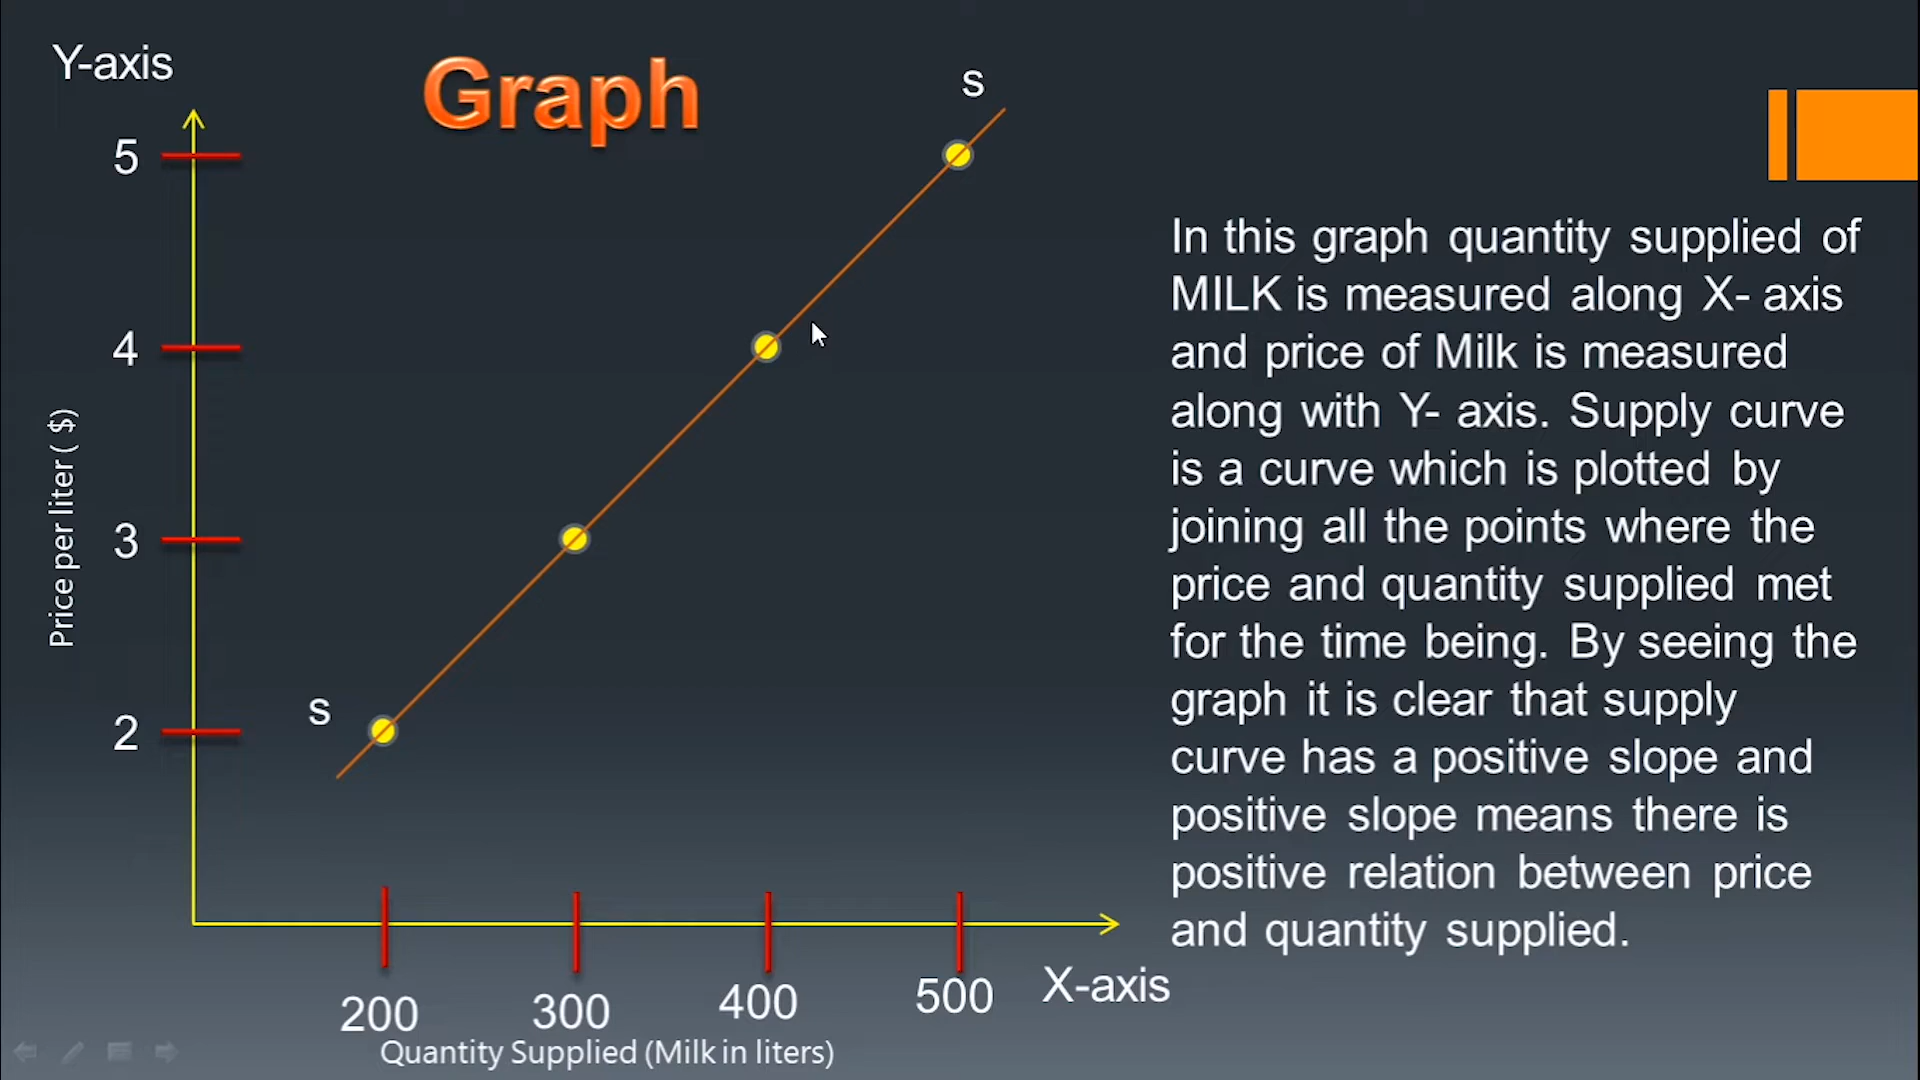 Y-axis
Graph
s
5
4
3
2
Price per liter ( $)
s
200
300
400
500
X-axis
Quantity Supplied (Milk in liters)
In this graph quantity supplied of
MILK is measured along X- axis
and price of Milk is measured
along with Y- axis. Supply curve
is a curve which is plotted by
joining all the points where the
price and quantity supplied met
for the time being. By seeing the
graph it is clear that supply
curve has a positive slope and
positive slope means there is
positive relation between price
and quantity supplied.